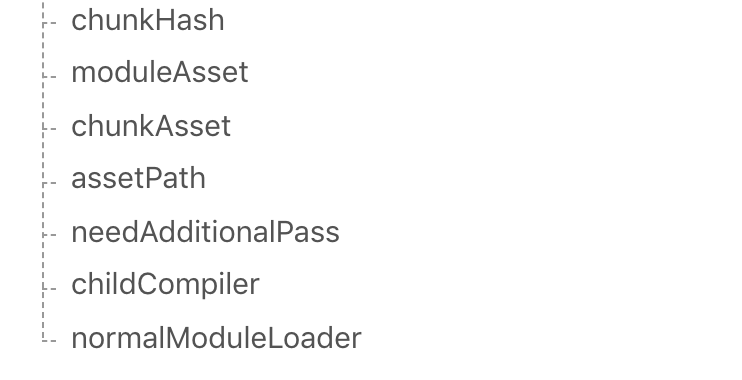 chunkHash
moduleAsset
chunkAsset
assetPath
needAdditionalPass
childCompiler
normalModuleLoader